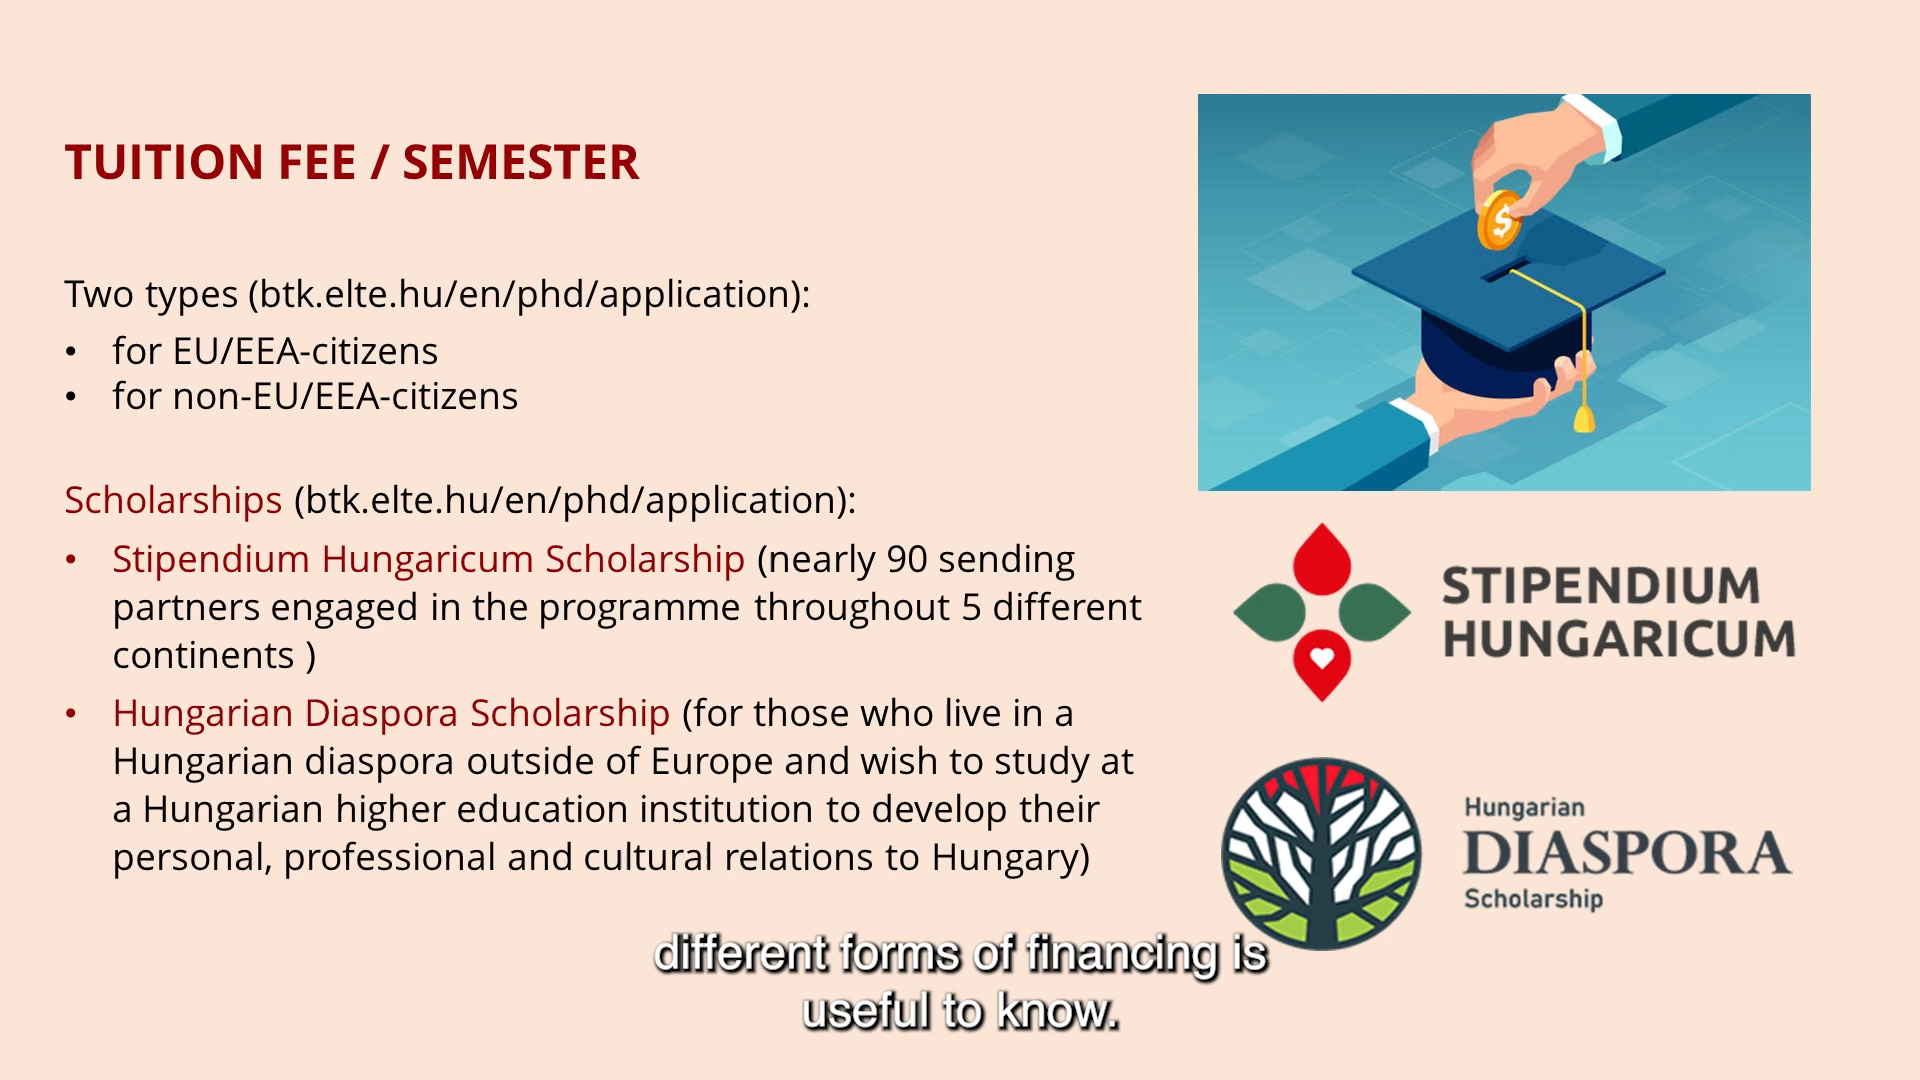 TUITION FEE / SEMESTER
Two types (btk.elte.hu/en/phd/application):
• for EU/EEA-citizens
• for non-EU/EEA-citizens
Scholarships (btk.elte.hu/en/phd/application):
• Stipendium Hungaricum Scholarship (nearly 90 sending
partners engaged in the programme throughout 5 different
continents )
• Hungarian Diaspora Scholarship (for those who live in a
Hungarian diaspora outside of Europe and wish to study at
a Hungarian higher education institution to develop their
personal, professional and cultural relations to Hungary)
$
STIPENDIUM
HUNGARICUM
Hungarian
DIASPORA
Scholarship
different forms of financing is
useful to know.